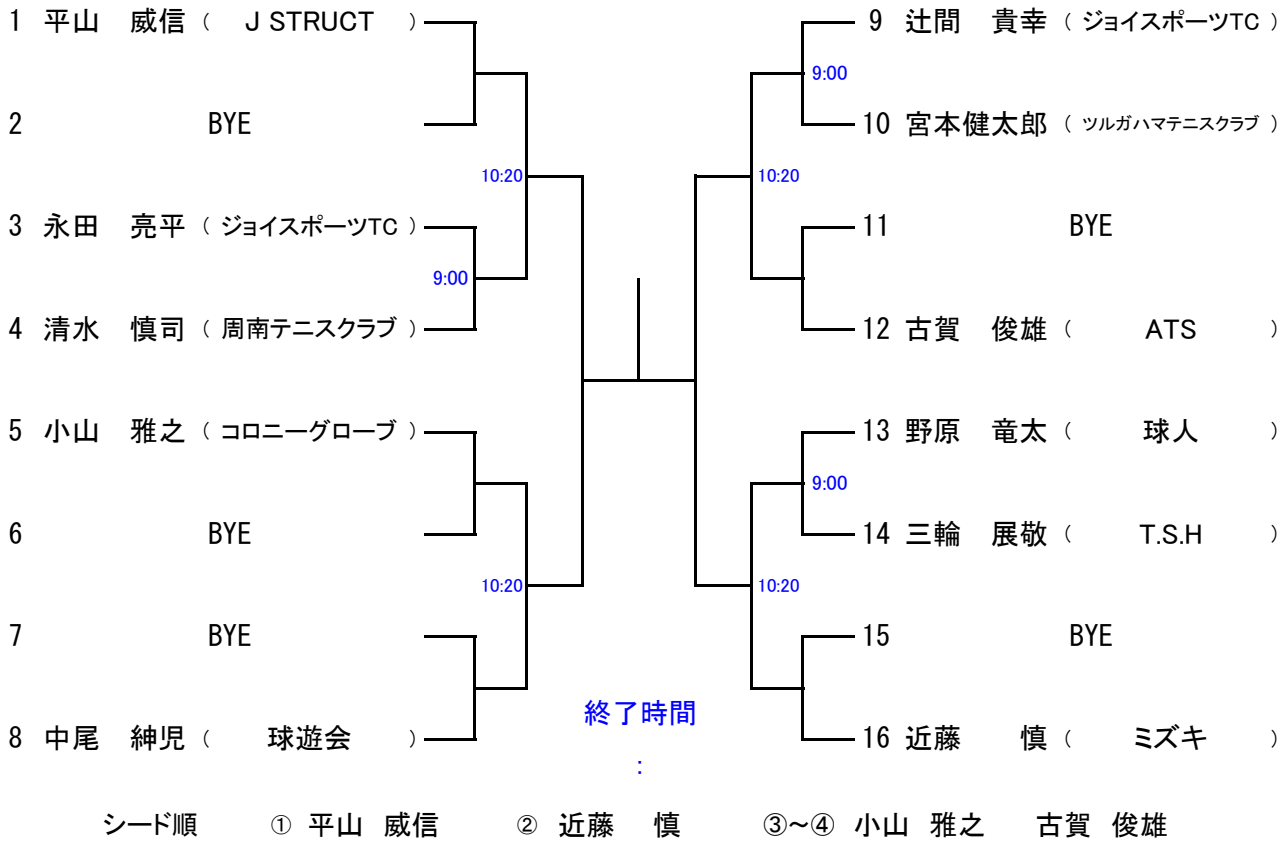 1 平山 威信 ( J STRUCT )
2 BYE
10:20
3 永田 亮平 ( ジョイスポーツTC )
9:00
4 清水 慎司 ( 周南テニスクラブ )
5 小山 雅之 ( コロニーグローブ )
6 BYE
10:20
7 BYE
8 中尾 紳児 ( 球遊会 )
9 辻間 貴幸 ( ジョイスポーツTC )
9:00
10 宮本健太郎 ( ツルガハマテニスクラブ )
10:20
11 BYE
12 古賀 俊雄 ( ATS )
13 野原 竜太 ( 球人 )
9:00
14 三輪 展敬 ( T.S.H )
10:20
15 BYE
16 近藤 慎 ( ミズキ )
終了時間
:
シード順 ① 平山 威信 ② 近藤 慎 ③~④ 小山 雅之 古賀 俊雄